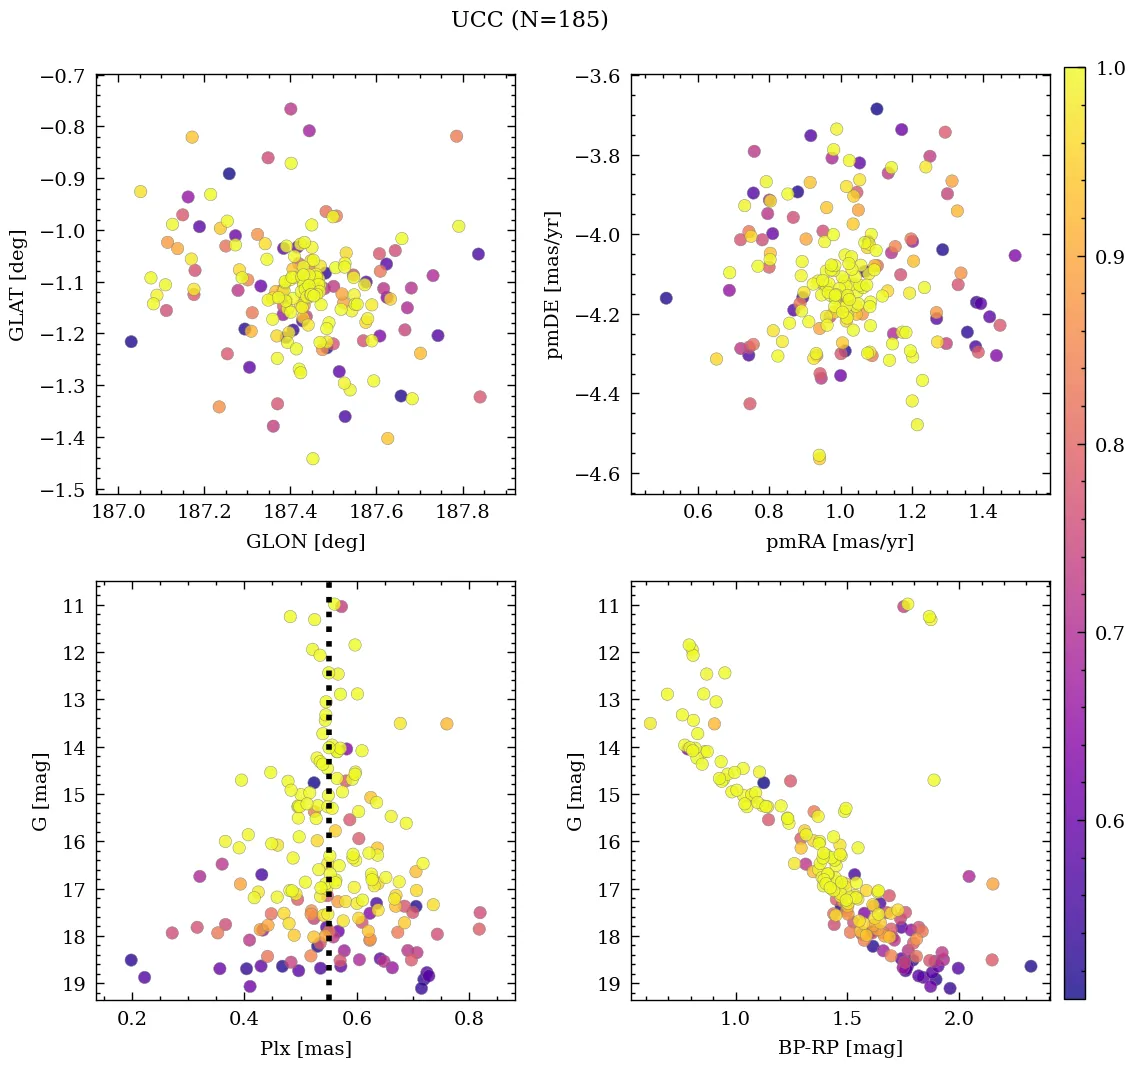 UCC (N=185)
−0.7
−0.8
−0.9
−1.0
−1.1
−1.2
−1.3
−1.4
−1.5
GLAT [deg]
187.0 187.2 187.4 187.6 187.8
GLON [deg]
−3.6
−3.8
−4.0
−4.2
−4.4
−4.6
pmDE [mas/yr]
0.6 0.8 1.0 1.2 1.4
pmRA [mas/yr]
1.0
0.9
0.8
0.7
0.6
11
12
13
14
15
16
17
18
19
G [mag]
0.2 0.4 0.6 0.8
Plx [mas]
11
12
13
14
15
16
17
18
19
G [mag]
1.0 1.5 2.0
BP-RP [mag]